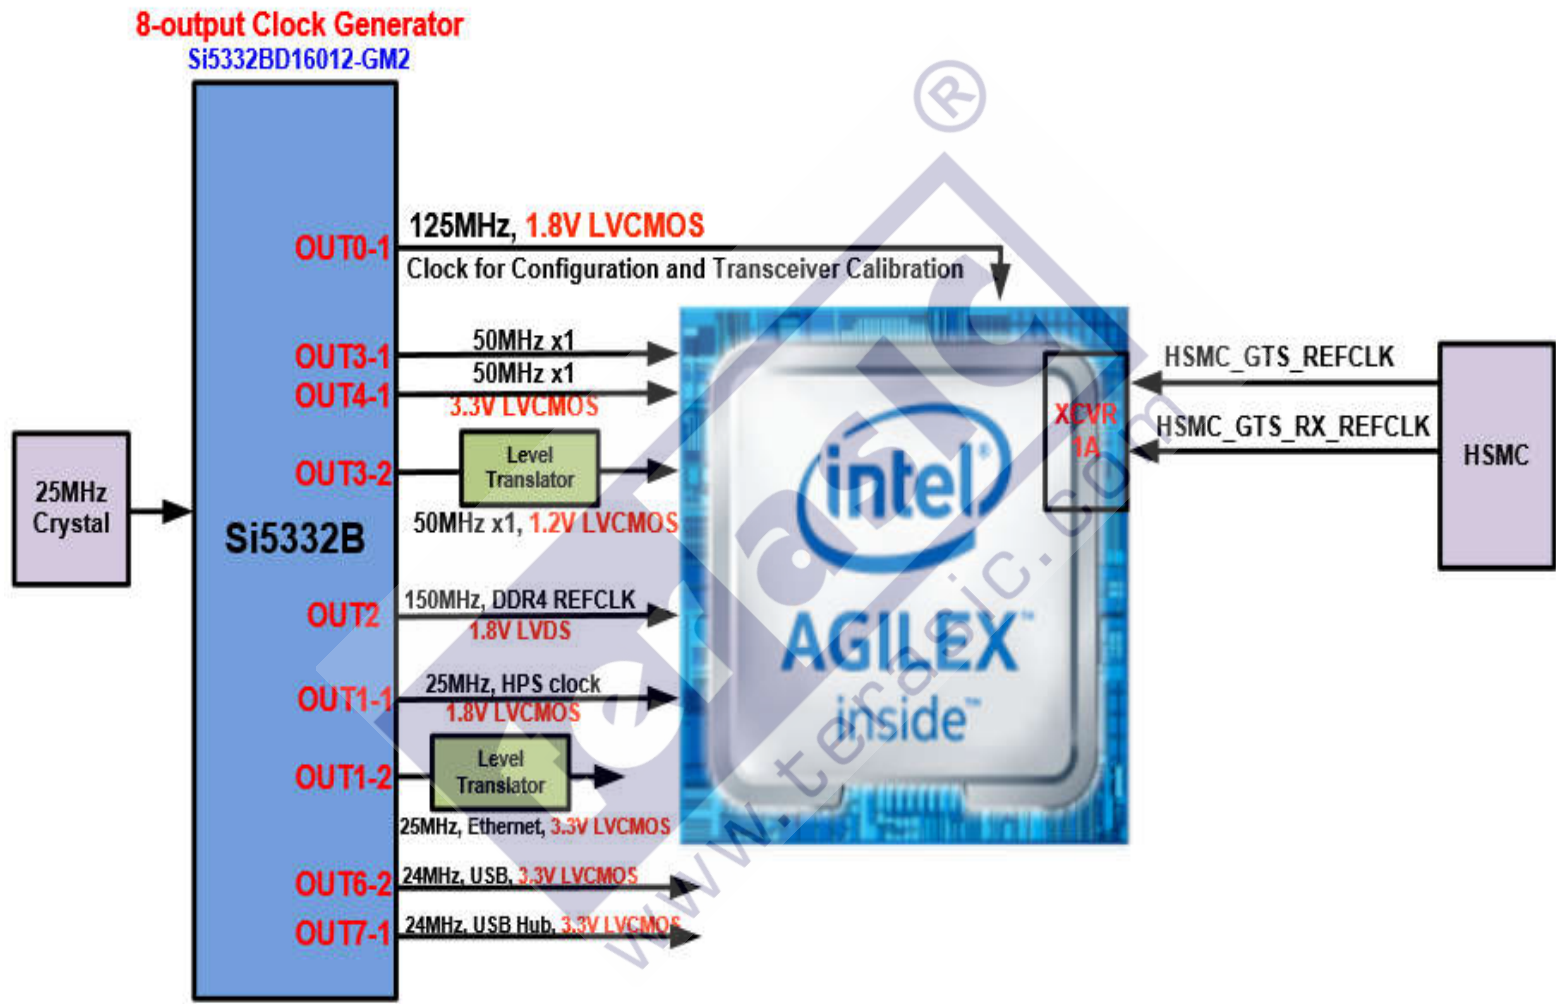 8-output Clock Generator
Si5332BD16012-GM2
OUT0-1
125MHz, 1.8V LVCMOS
Clock for Configuration and Transceiver Calibration
OUT3-1
50MHz x1
OUT4-1
50MHz x1
3.3V LVCMOS
OUT3-2
Level
Translator
50MHz x1, 1.2V LVCMOS
25MHz
Crystal
Si5332B
OUT2
150MHz, DDR4 REFCLK
1.8V LVDS
OUT1-1
25MHz, HPS clock
1.8V LVCMOS
OUT1-2
Level
Translator
25MHz, Ethernet, 3.3V LVCMOS
OUT6-2
24MHz, USB, 3.3V LVCMOS
OUT7-1
24MHz, USB Hub, 3.3V LVCMOS
intel®
AGILEX™
inside™
XCVR
1A
HSMC_GTS_REFCLK
HSMC_GTS_RX_REFCLK
HSMC
terasic®
www.terasic.com